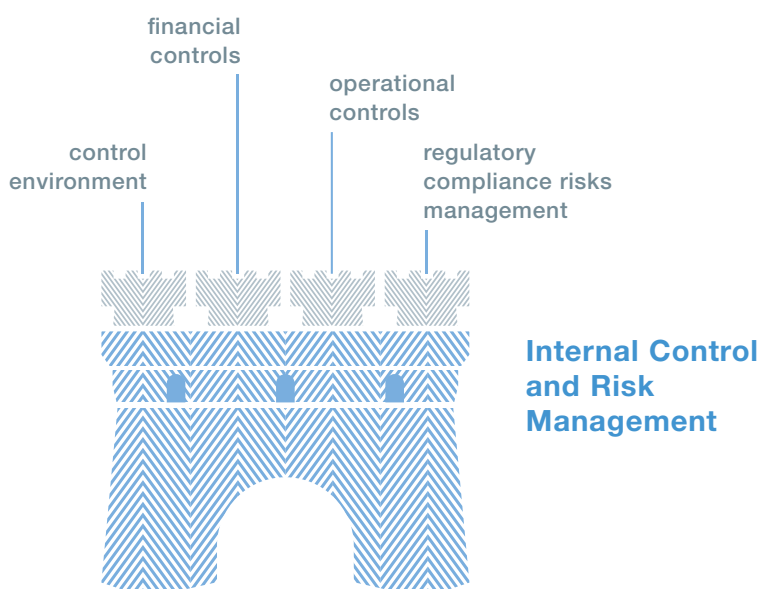 financial
controls
operational
controls
control
environment
regulatory
compliance risks
management
Internal Control
and Risk
Management